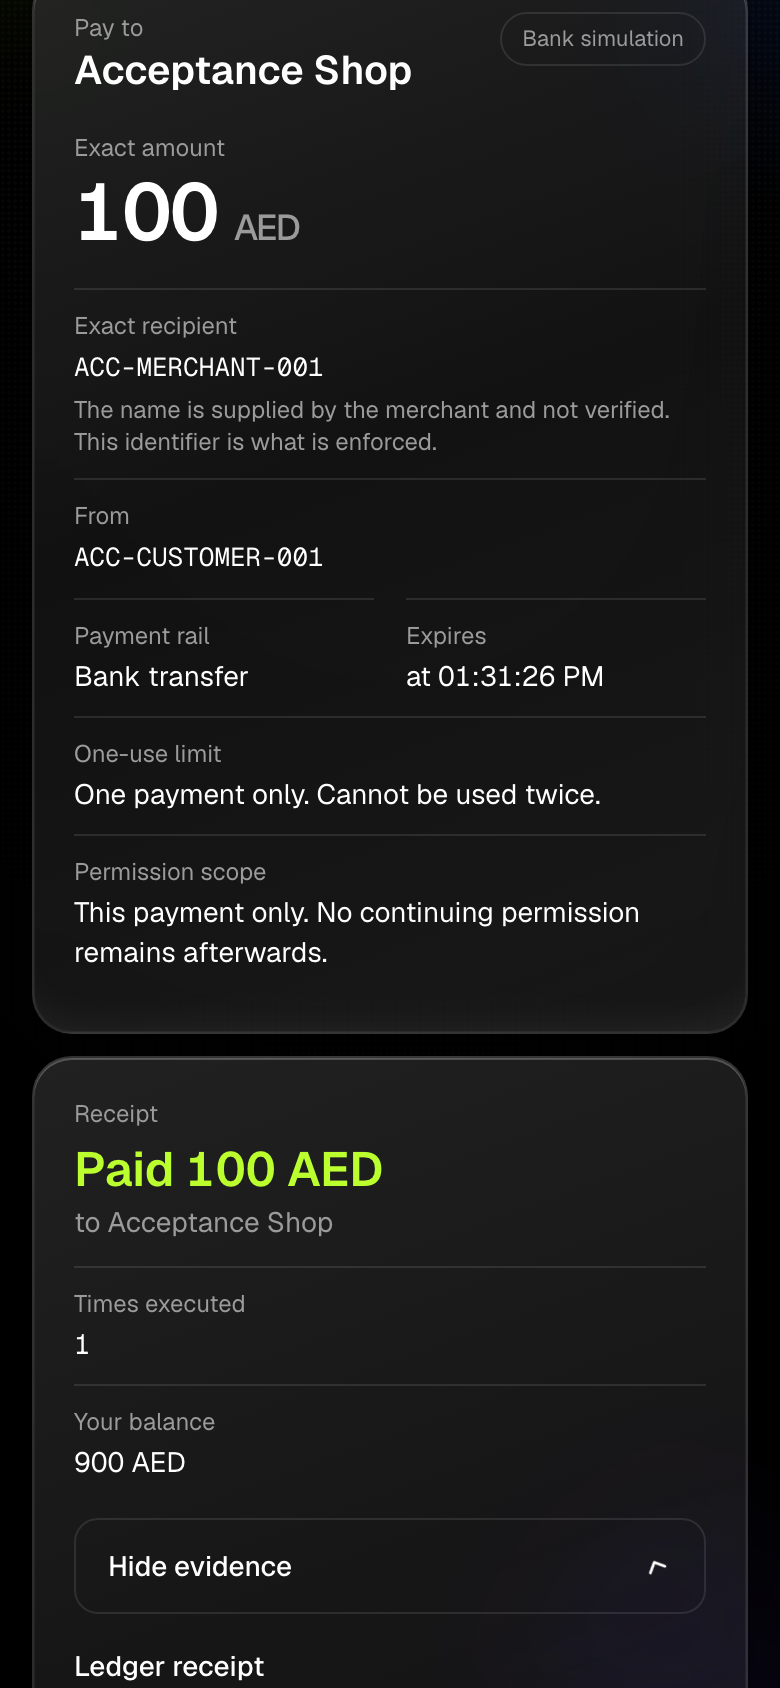 Pay to
Bank simulation
Acceptance Shop
Exact amount
100 AED
Exact recipient
ACC-MERCHANT-001
The name is supplied by the merchant and not verified.
This identifier is what is enforced.
From
ACC-CUSTOMER-001
Payment rail
Bank transfer
Expires
at 01:31:26 PM
One-use limit
One payment only. Cannot be used twice.
Permission scope
This payment only. No continuing permission
remains afterwards.
Receipt
Paid 100 AED
to Acceptance Shop
Times executed
1
Your balance
900 AED
Hide evidence
Ledger receipt